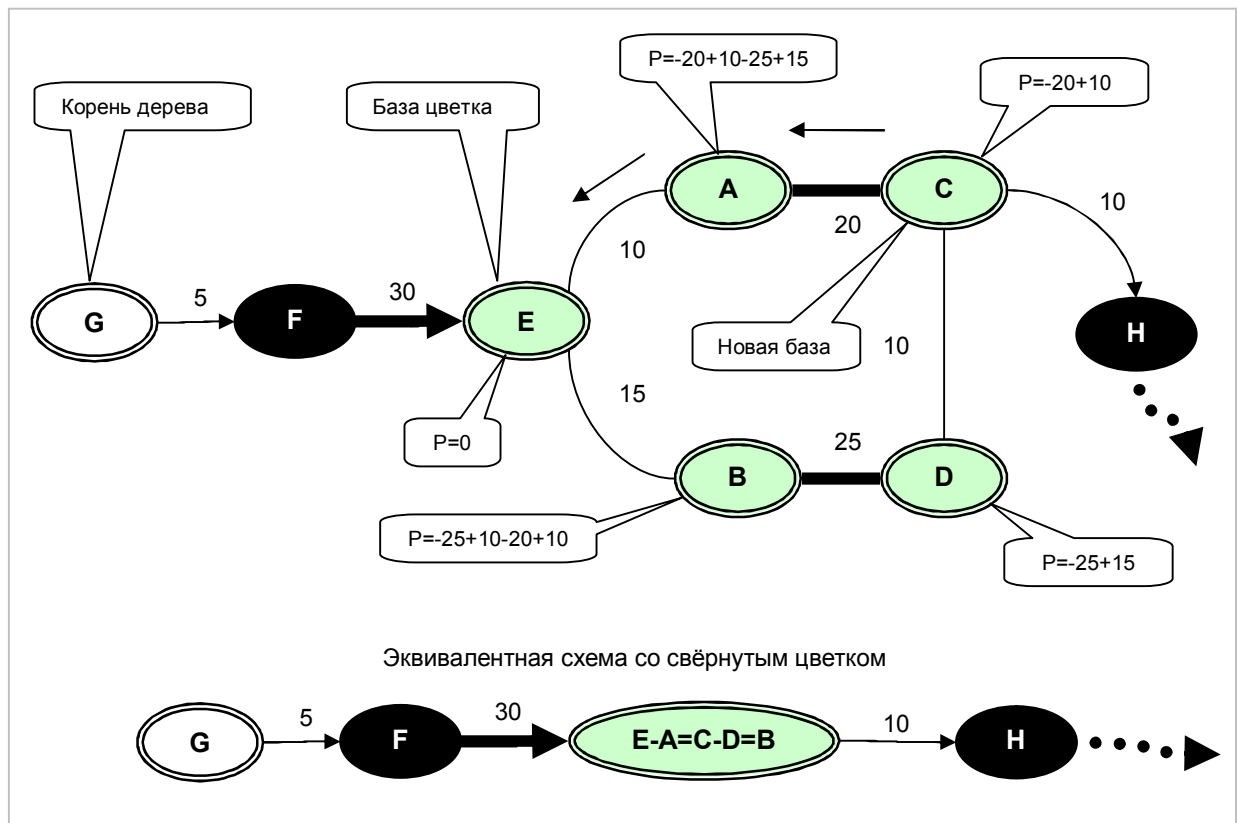 P=-20+10-25+15
P=-20+10
Корень дерева
База цветка
A
C
10
20
10
5
30
G
F
E
H
Новая база
10
15
P=0
25
B
D
P=-25+10-20+10
P=-25+15
Эквивалентная схема со свёрнутым цветком
5
30
10
G
F
E-A=C-D=B
H